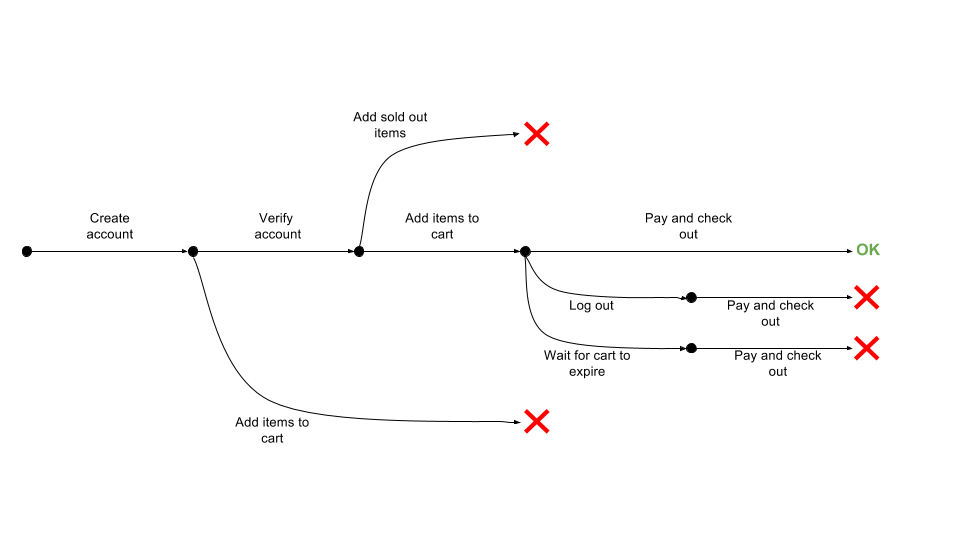 Add sold out
items
Create
account
Verify
account
Add items to
cart
Pay and check
out
OK
Log out
Pay and check
out
Wait for cart to
expire
Pay and check
out
Add items to
cart